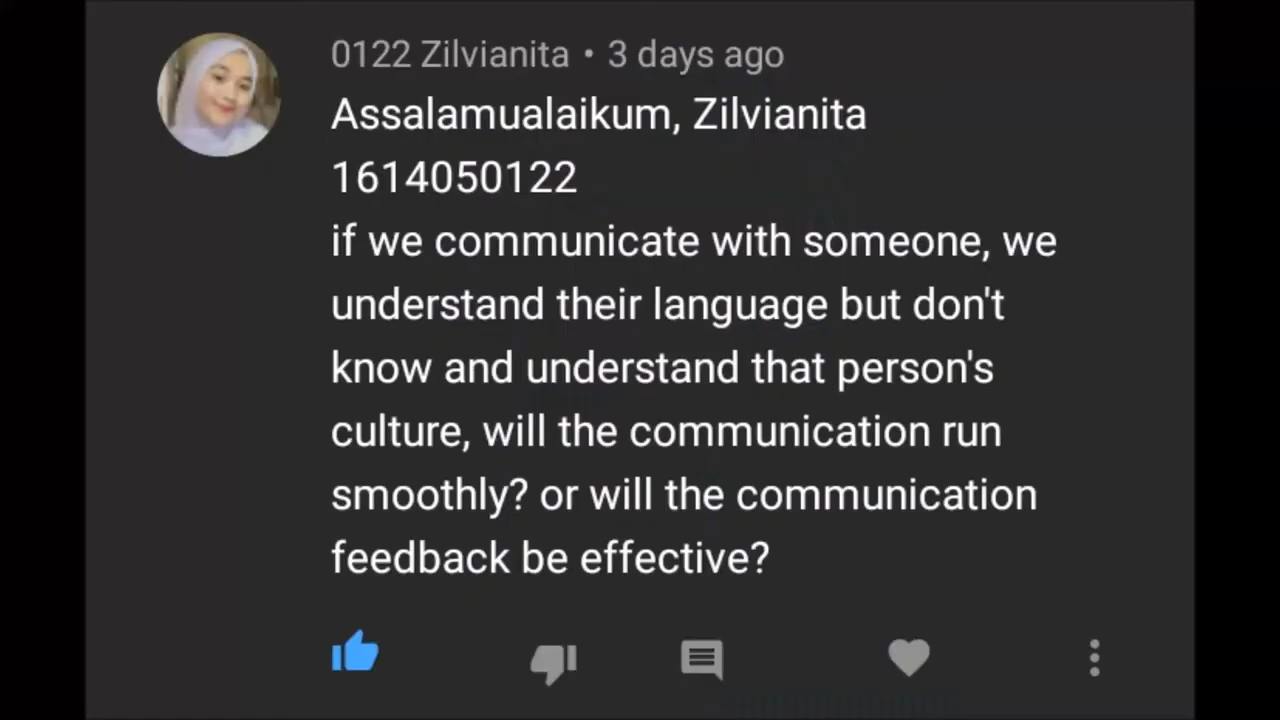 0122 Zilvianita • 3 days ago
Assalamualaikum, Zilvianita
1614050122
if we communicate with someone, we
understand their language but don't
know and understand that person's
culture, will the communication run
smoothly? or will the communication
feedback be effective?